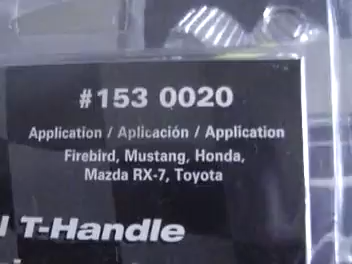 #153 0020
Application / Aplicación / Application
Firebird, Mustang, Honda,
Mazda RX-7, Toyota
T-Handle